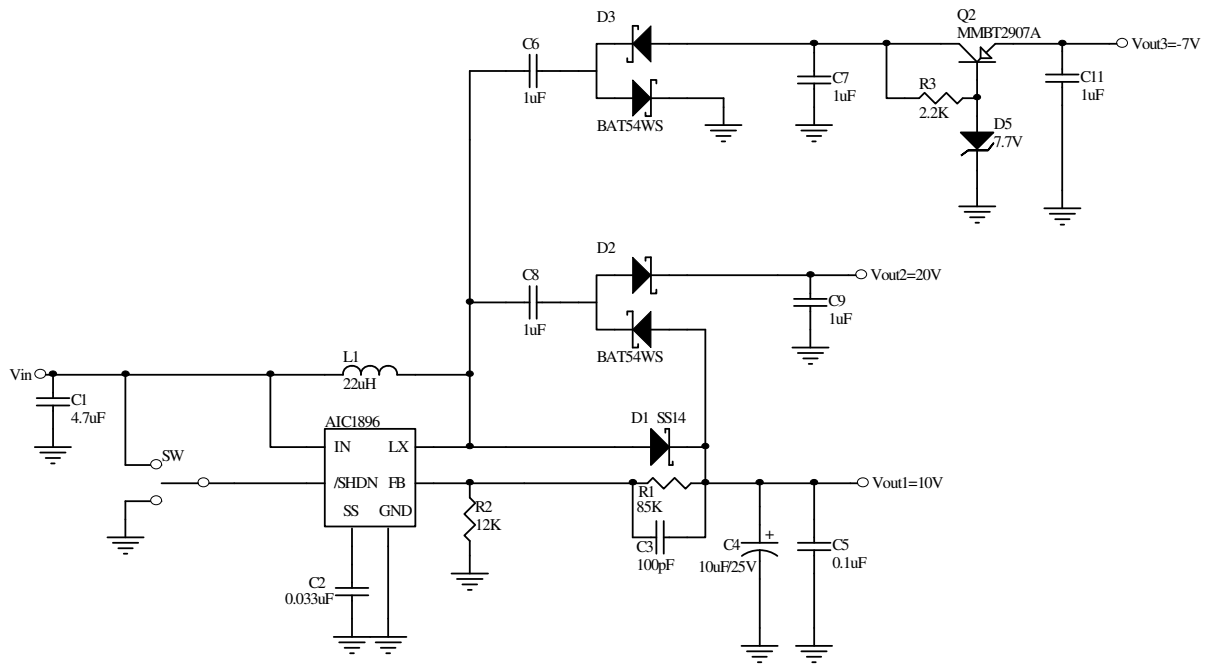 Q2
MMBT2907A
D3
C6
1uF
BAT54WS
C7
1uF
R3
2.2K
D5
7.7V
C11
1uF
Vout3=-7V
D2
C8
1uF
BAT54WS
C9
1uF
Vout2=20V
Vin
C1
4.7uF
L1
22uH
AIC1896
IN LX
/SHDN FB
SS GND
SW
D1 SS14
R1
85K
R2
12K
C3
100pF
C4
10uF/25V
+
C5
0.1uF
Vout1=10V
C2
0.033uF